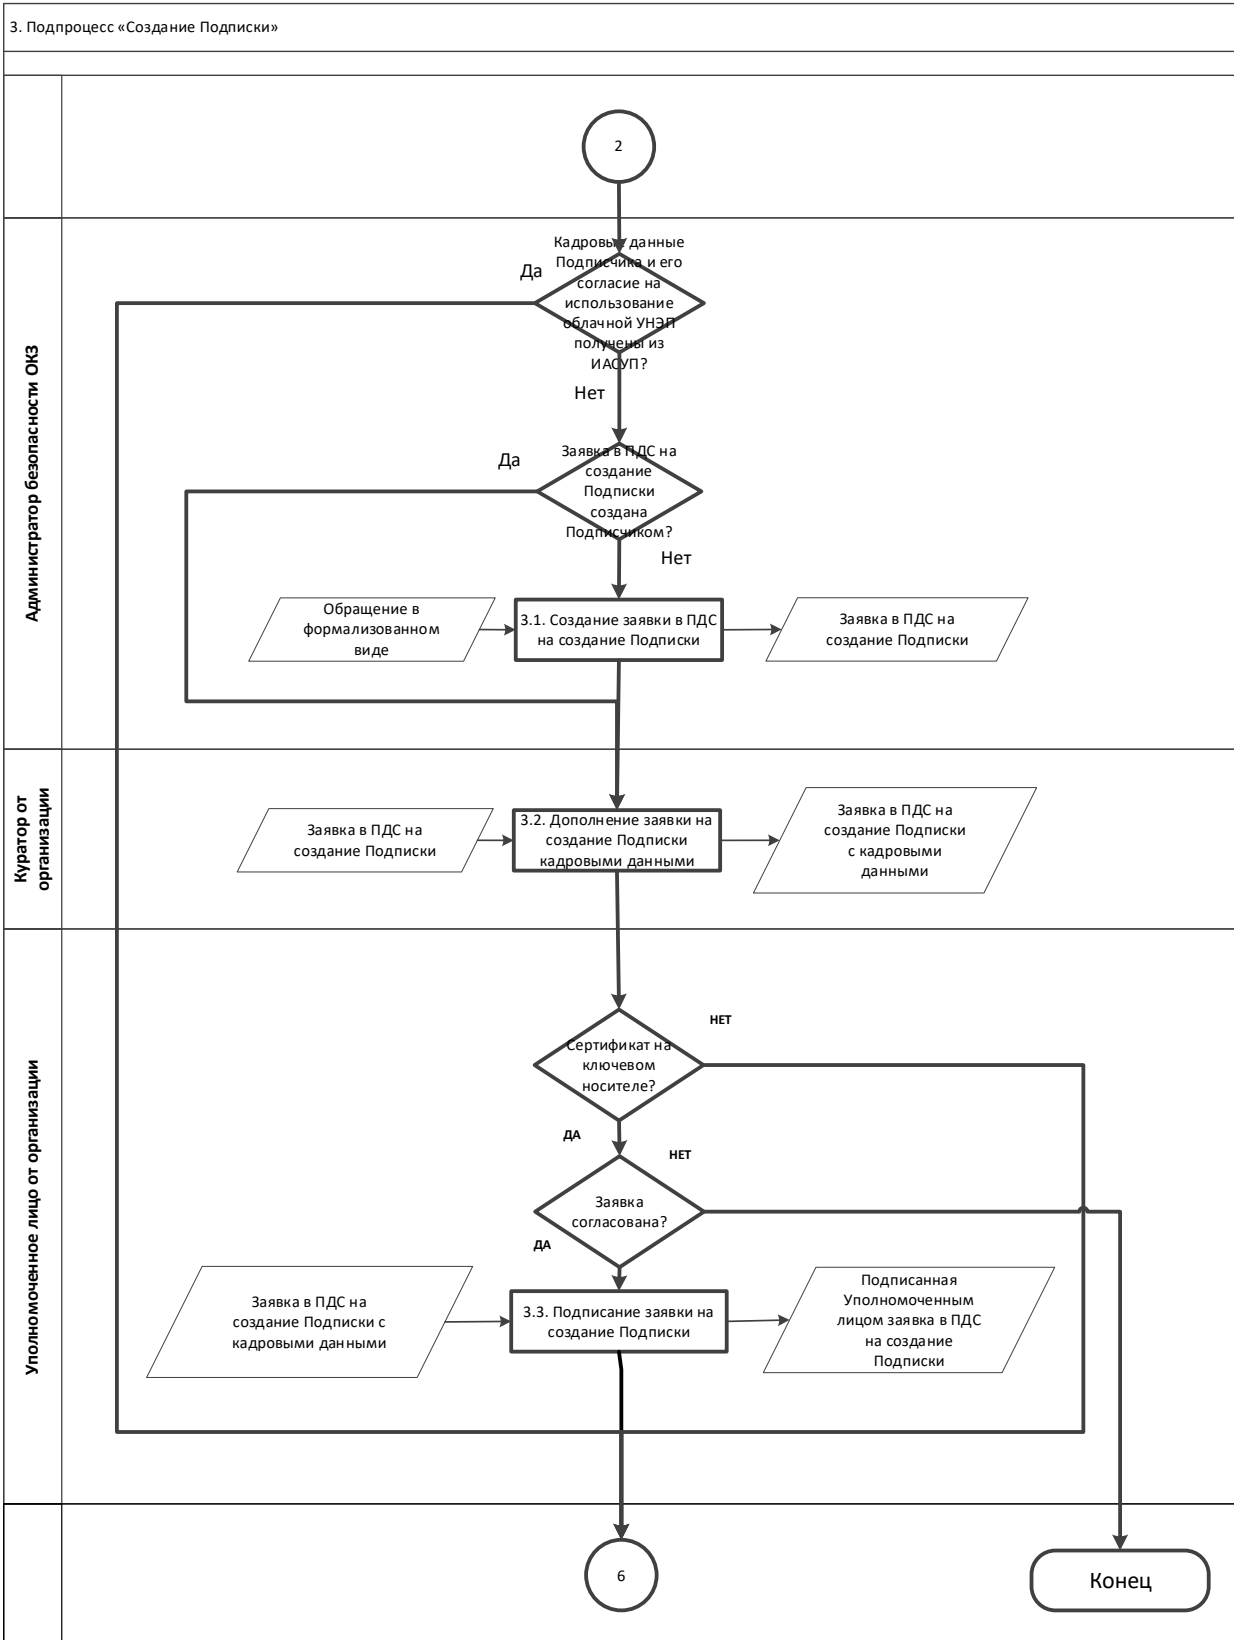 3. Подпроцесс «Создание Подписки»
2
Администратор безопасности ОКЗ
Кадровые данные
Подписчика и его
согласие на
использование
облачной УНЭП
получены из
ИАСУП?
Да
Нет
Заявка в ПДС на
создание
Подписки
создана
Подписчиком?
Да
Нет
Обращение в
формализованном
виде
3.1. Создание заявки в ПДС
на создание Подписки
Заявка в ПДС на
создание Подписки
Куратор от
организации
Заявка в ПДС на
создание Подписки
3.2. Дополнение заявки на
создание Подписки
кадровыми данными
Заявка в ПДС на
создание Подписки
с кадровыми
данными
Уполномоченное лицо от организации
Сертификат на
ключевом
носителе?
НЕТ
ДА
Заявка
согласована?
НЕТ
ДА
Заявка в ПДС на
создание Подписки с
кадровыми данными
3.3. Подписание заявки на
создание Подписки
Подписанная
Уполномоченным
лицом заявка в ПДС
на создание
Подписки
6
Конец